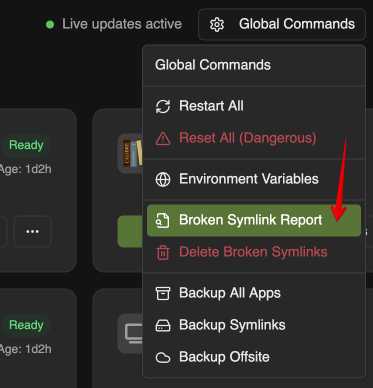 Live updates active
Global Commands
Global Commands
Restart All
Reset All (Dangerous)
Environment Variables
Broken Symlink Report
Delete Broken Symlinks
Backup All Apps
Backup Symlinks
Backup Offsite
Ready
Age: 1d2h
...
Ready
Age: 1d2h